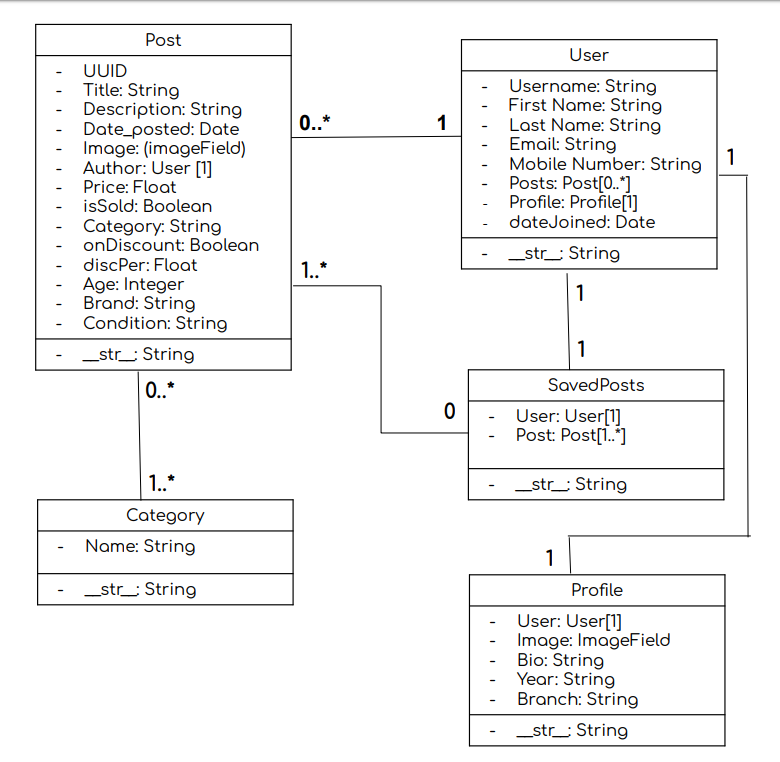 Post
- UUID
- Title: String
- Description: String
- Date_posted: Date
- Image: (imageField)
- Author: User [1]
- Price: Float
- isSold: Boolean
- Category: String
- onDiscount: Boolean
- discPer: Float
- Age: Integer
- Brand: String
- Condition: String
- __str__: String
0..*
1
User
- Username: String
- First Name: String
- Last Name: String
- Email: String
- Mobile Number: String
- Posts: Post[0..*]
- Profile: Profile[1]
- dateJoined: Date
- __str__: String
1
1..*
1
1
0
SavedPosts
- User: User[1]
- Post: Post[1..*]
- __str__: String
0..*
1..*
Category
- Name: String
- __str__: String
1
Profile
- User: User[1]
- Image: ImageField
- Bio: String
- Year: String
- Branch: String
- __str__: String